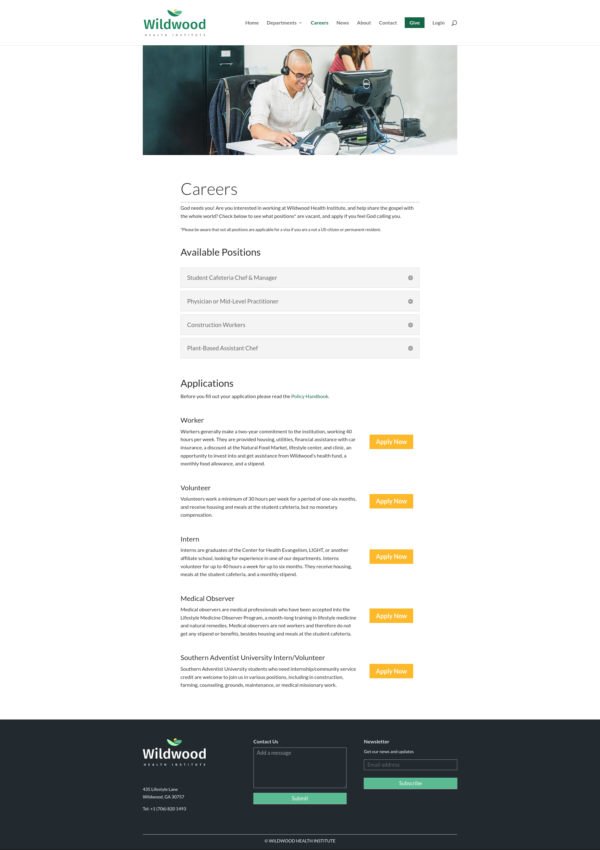 Wildwood
HEALTH INSTITUTE
Home Departments Careers News About Contact Give Login
Careers
God needs you! Are you interested in working at Wildwood Health Institute, and help share the gospel with
the whole world? Check below to see what positions* are vacant, and apply if you feel God calling you.
*Please be aware that not all positions are applicable for a visa if you are a not a US citizen or permanent resident.
Available Positions
Student Cafeteria Chef & Manager
Physician or Mid-Level Practitioner
Construction Workers
Plant-Based Assistant Chef
Applications
Before you fill out your application please read the Policy Handbook.
Worker
Workers generally make a two-year commitment to the institution, working 40
hours per week. They are provided housing, utilities, financial assistance with car
insurance, a discount at the Natural Food Market, lifestyle center, and clinic, an
opportunity to invest into and get assistance from Wildwood's health fund, a
monthly food allowance, and a stipend.
Apply Now
Volunteer
Volunteers work a minimum of 30 hours per week for a period of one-six months,
and receive housing and meals at the student cafeteria, but no monetary
compensation.
Apply Now
Intern
Interns are graduates of the Center for Health Evangelism, LIGHT, or another
affiliate school, looking for experience in one of our departments. Interns
volunteer for up to 40 hours a week for up to six months. They receive housing,
meals at the student cafeteria, and a monthly stipend.
Apply Now
Medical Observer
Medical observers are medical professionals who have been accepted into the
Lifestyle Medicine Observer Program, a month-long training in lifestyle medicine
and natural remedies. Medical observers are not workers and therefore do not
get any stipend or benefits, besides housing and meals at the student cafeteria.
Apply Now
Southern Adventist University Intern/Volunteer
Southern Adventist University students who need internship/community service
credit are welcome to join us in various positions, including in construction,
farming, counseling, grounds, maintenance, or medical missionary work.
Apply Now
Wildwood
HEALTH INSTITUTE
435 Lifestyle Lane
Wildwood, GA 30757
Tel: +1 (706) 820 1493
Contact Us
Add a message
Submit
Newsletter
Get our news and updates
Email address
Subscribe
© WILDWOOD HEALTH INSTITUTE